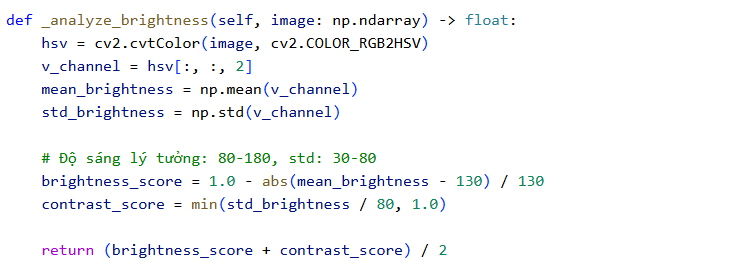 def _analyze_brightness(self, image: np.ndarray) -> float:
    hsv = cv2.cvtColor(image, cv2.COLOR_RGB2HSV)
    v_channel = hsv[:, :, 2]
    mean_brightness = np.mean(v_channel)
    std_brightness = np.std(v_channel)

    # Độ sáng lý tưởng: 80-180, std: 30-80
    brightness_score = 1.0 - abs(mean_brightness - 130) / 130
    contrast_score = min(std_brightness / 80, 1.0)

    return (brightness_score + contrast_score) / 2